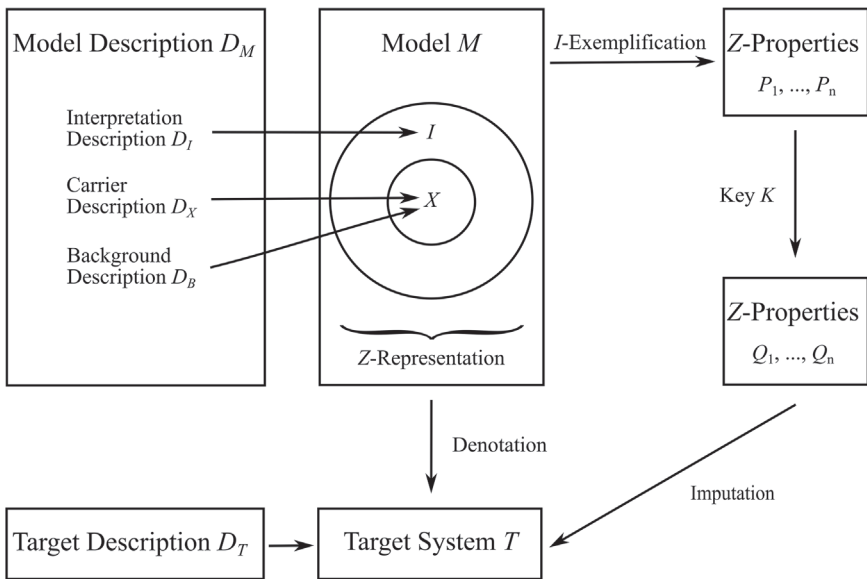 Model Description D_M
Interpretation
Description D_I
Carrier
Description D_X
Background
Description D_B
Model M
I
X
Z-Representation
I-Exemplification
Z-Properties
P_1, ..., P_n
Key K
Z-Properties
Q_1, ..., Q_n
Denotation
Imputation
Target Description D_T
Target System T